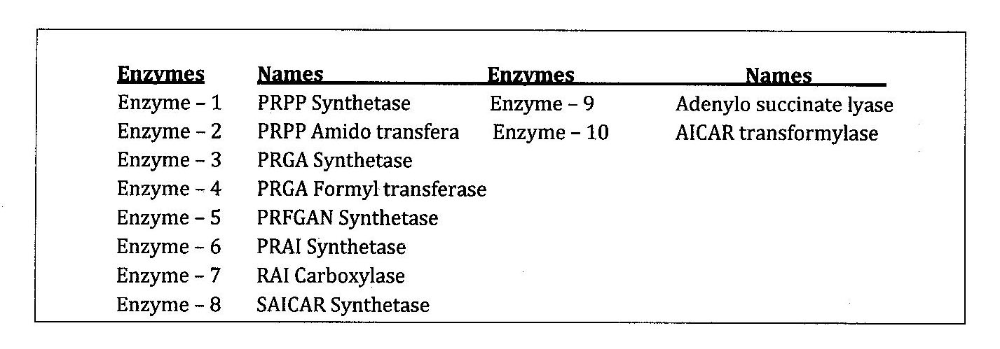 Enzymes Names Enzymes Names
Enzyme – 1 PRPP Synthetase Enzyme – 9 Adenylo succinate lyase
Enzyme – 2 PRPP Amido transfera Enzyme – 10 AICAR transformylase
Enzyme – 3 PRGA Synthetase
Enzyme – 4 PRGA Formyl transferase
Enzyme – 5 PRFGAN Synthetase
Enzyme – 6 PRAI Synthetase
Enzyme – 7 RAI Carboxylase
Enzyme – 8 SAICAR Synthetase